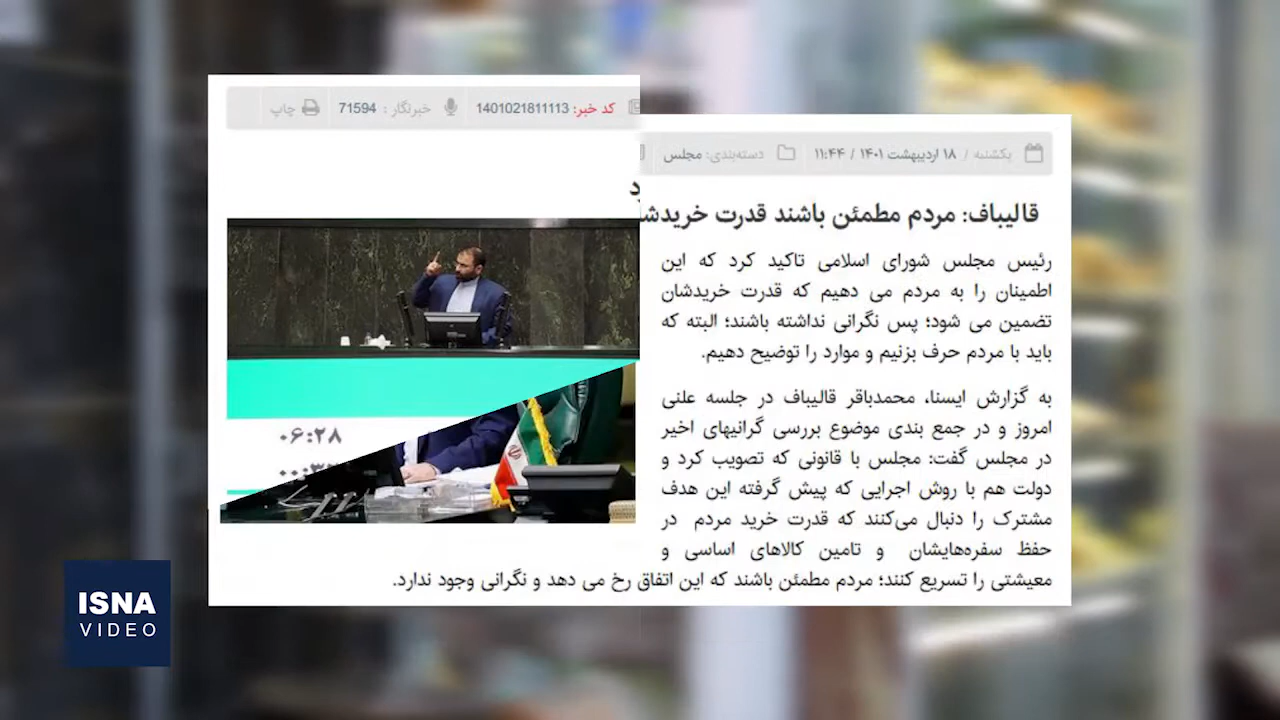 کد خبر: 1401021811113
خبرنگار : 71594
چاپ
یکشنبه / ۱۸ اردیبهشت ۱۴۰۱ / ۱۱:۴۴
دسته‌بندی: مجلس
قالیباف: مردم مطمئن باشند قدرت
رئیس مجلس شورای اسلامی تاکید کرد که این
اطمینان را به مردم می دهیم که قدرت خریدشان
تضمین می شود؛ پس نگرانی نداشته باشند؛ البته که
باید با مردم حرف بزنیم و موارد را توضیح دهیم.
به گزارش ایسنا، محمدباقر قالیباف در جلسه علنی
امروز و در جمع بندی موضوع بررسی گرانیهای اخیر
در مجلس گفت: مجلس با قانونی که تصویب کرد و
دولت هم با روش اجرایی که پیش گرفته این هدف
مشترک را دنبال می‌کنند که قدرت خرید مردم در
حفظ سفره‌هایشان و تامین کالاهای اساسی و
معیشتی را تسریع کنند؛ مردم مطمئن باشند که این اتفاق رخ می دهد و نگرانی وجود ندارد.
۰۶:۲۸
ISNA
VIDEO